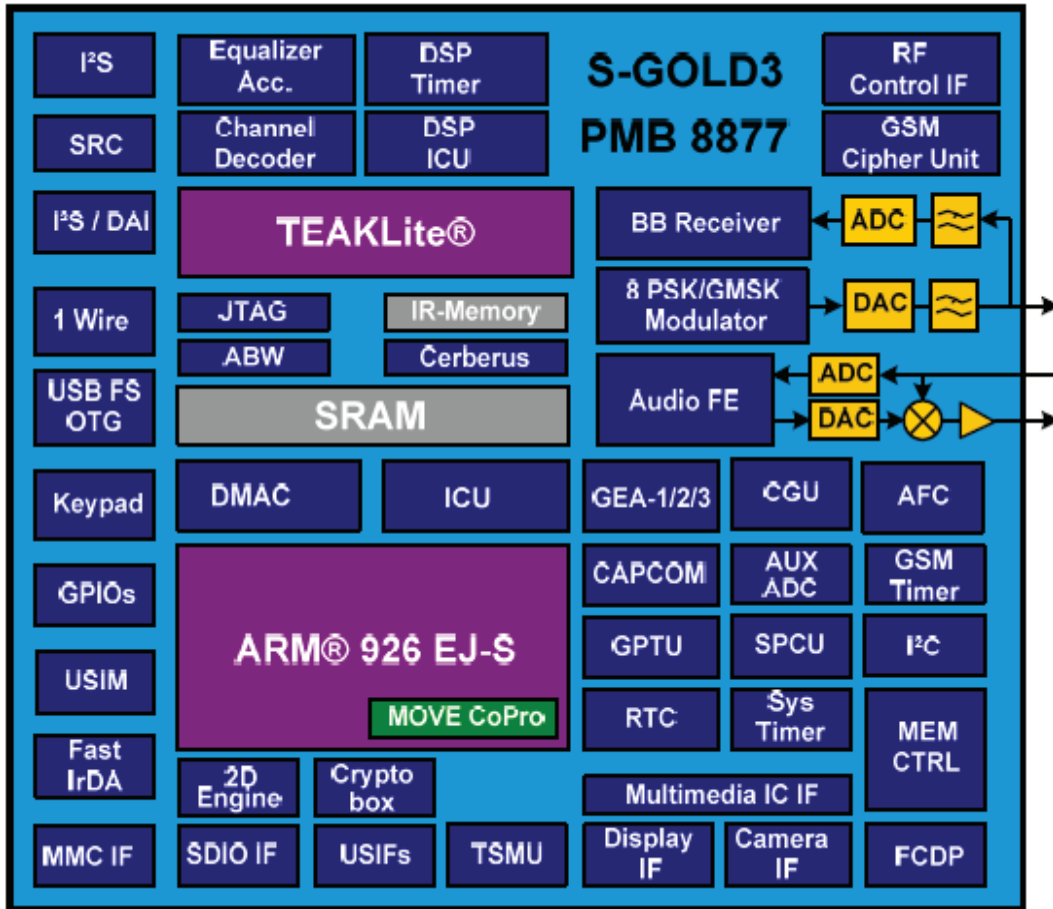 I²S
Equalizer
Acc.
DSP
Timer
S-GOLD3
RF
Control IF
SRC
Channel
Decoder
DSP
ICU
PMB 8877
GSM
Cipher Unit
I²S / DAI
TEAKLite®
BB Receiver
ADC
1 Wire
JTAG
IR-Memory
8 PSK/GMSK
Modulator
DAC
ABW
Cerberus
USB FS
OTG
SRAM
Audio FE
ADC
DAC
Keypad
DMAC
ICU
GEA-1/2/3
CGU
AFC
GPIOs
ARM® 926 EJ-S
MOVE CoPro
CAPCOM
AUX
ADC
GSM
Timer
USIM
GPTU
SPCU
I²C
RTC
Sys
Timer
MEM
CTRL
Fast
IrDA
2D
Engine
Crypto
box
Multimedia IC IF
MMC IF
SDIO IF
USIFs
TSMU
Display
IF
Camera
IF
FCDP